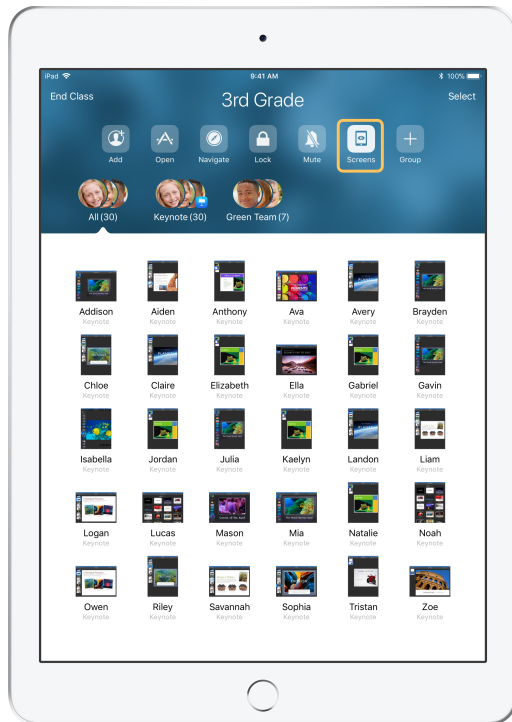 iPad 9:41 AM 100%
End Class 3rd Grade Select
Add Open Navigate Lock Mute Screens Group
All (30) Keynote (30) Green Team (7)
Addison Aiden Anthony Ava Avery Brayden
Keynote Keynote Keynote Keynote Keynote Keynote
Chloe Claire Elizabeth Ella Gabriel Gavin
Keynote Keynote Keynote Keynote Keynote Keynote
Isabella Jordan Julia Kaelyn Landon Liam
Keynote Keynote Keynote Keynote Keynote Keynote
Logan Lucas Mason Mia Natalie Noah
Keynote Keynote Keynote Keynote Keynote Keynote
Owen Riley Savannah Sophia Tristan Zoe
Keynote Keynote Keynote Keynote Keynote Keynote